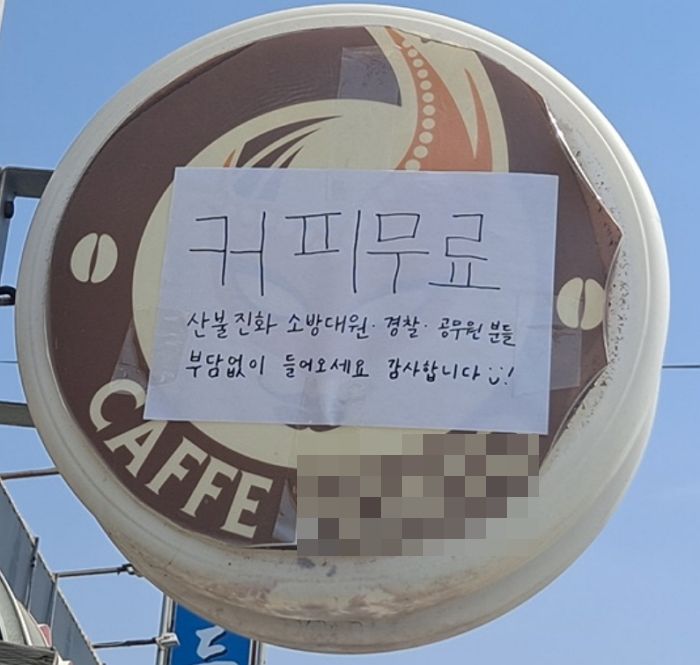 커피무료
산불진화 소방대원·경찰·공무원 분들
부담없이 들어오세요 감사합니다 :)!
CAFFE